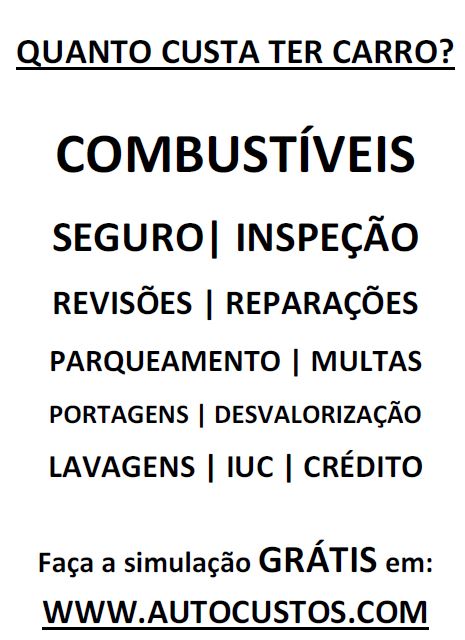 QUANTO CUSTA TER CARRO?
COMBUSTÍVEIS
SEGURO| INSPEÇÃO
REVISÕES | REPARAÇÕES
PARQUEAMENTO | MULTAS
PORTAGENS | DESVALORIZAÇÃO
LAVAGENS | IUC | CRÉDITO
Faça a simulação GRÁTIS em:
WWW.AUTOCUSTOS.COM